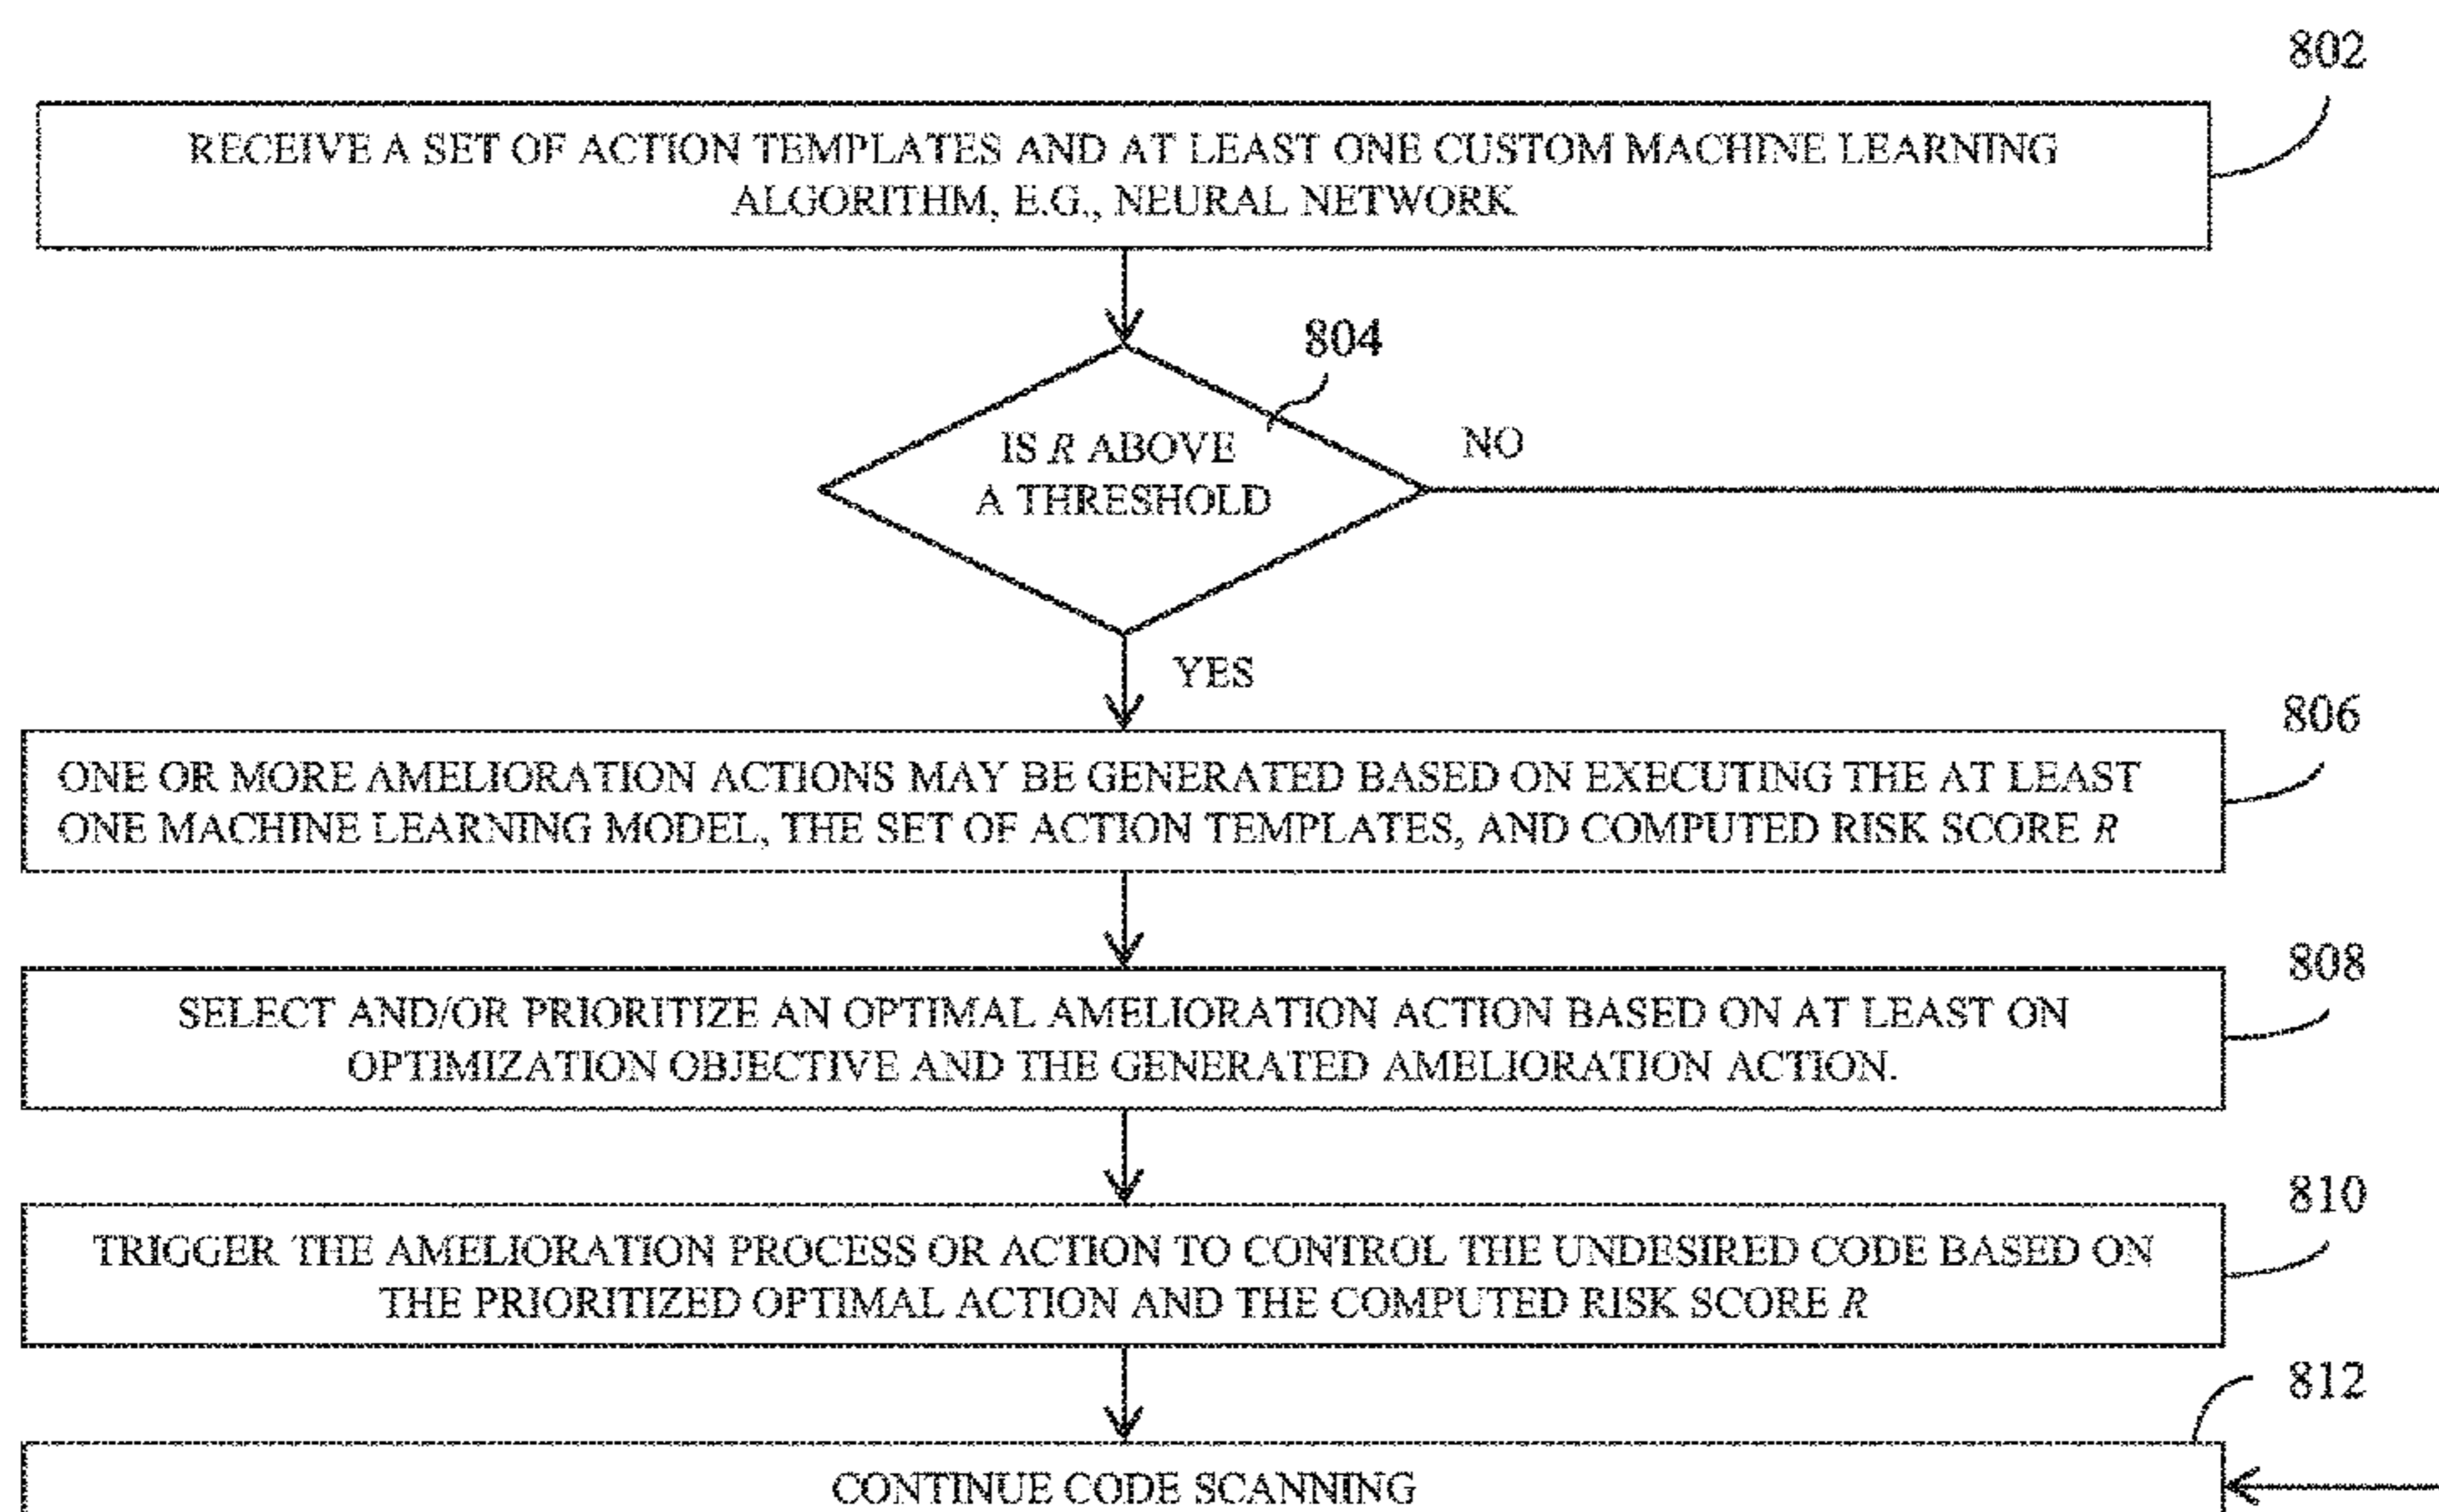 802
RECEIVE A SET OF ACTION TEMPLATES AND AT LEAST ONE CUSTOM MACHINE LEARNING
ALGORITHM, E.G., NEURAL NETWORK
804
IS R ABOVE
A THRESHOLD
NO
YES
806
ONE OR MORE AMELIORATION ACTIONS MAY BE GENERATED BASED ON EXECUTING THE AT LEAST
ONE MACHINE LEARNING MODEL, THE SET OF ACTION TEMPLATES, AND COMPUTED RISK SCORE R
808
SELECT AND/OR PRIORITIZE AN OPTIMAL AMELIORATION ACTION BASED ON AT LEAST ON
OPTIMIZATION OBJECTIVE AND THE GENERATED AMELIORATION ACTION.
810
TRIGGER THE AMELIORATION PROCESS OR ACTION TO CONTROL THE UNDESIRED CODE BASED ON
THE PRIORITIZED OPTIMAL ACTION AND THE COMPUTED RISK SCORE R
812
CONTINUE CODE SCANNING